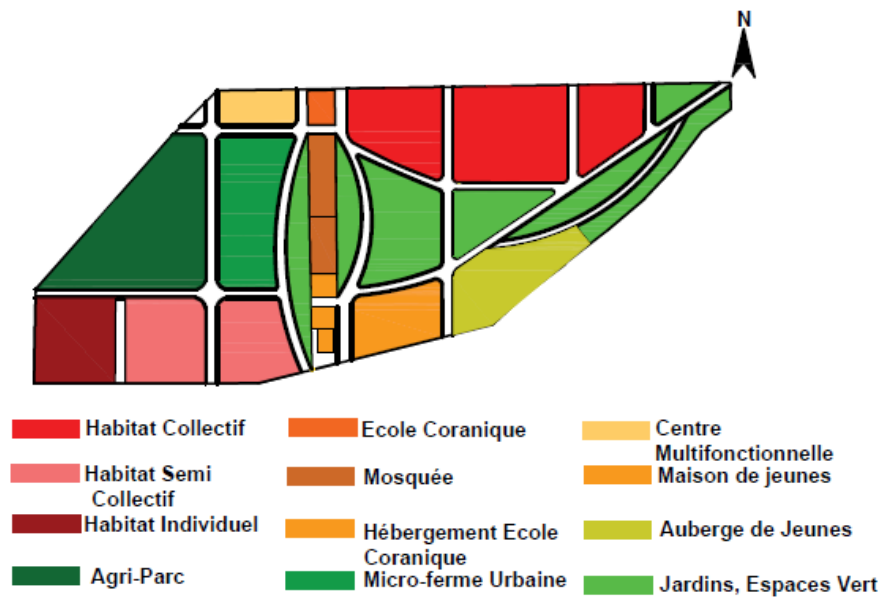 N
Habitat Collectif
Ecole Coranique
Centre
Multifonctionnelle
Habitat Semi
Collectif
Mosquée
Maison de jeunes
Habitat Individuel
Hébergement Ecole
Coranique
Auberge de Jeunes
Agri-Parc
Micro-ferme Urbaine
Jardins, Espaces Vert